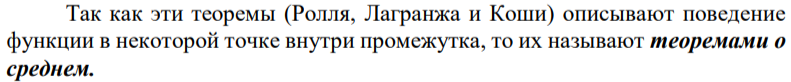 Так как эти теоремы (Ролля, Лагранжа и Коши) описывают поведение
функции в некоторой точке внутри промежутка, то их называют теоремами о
среднем.